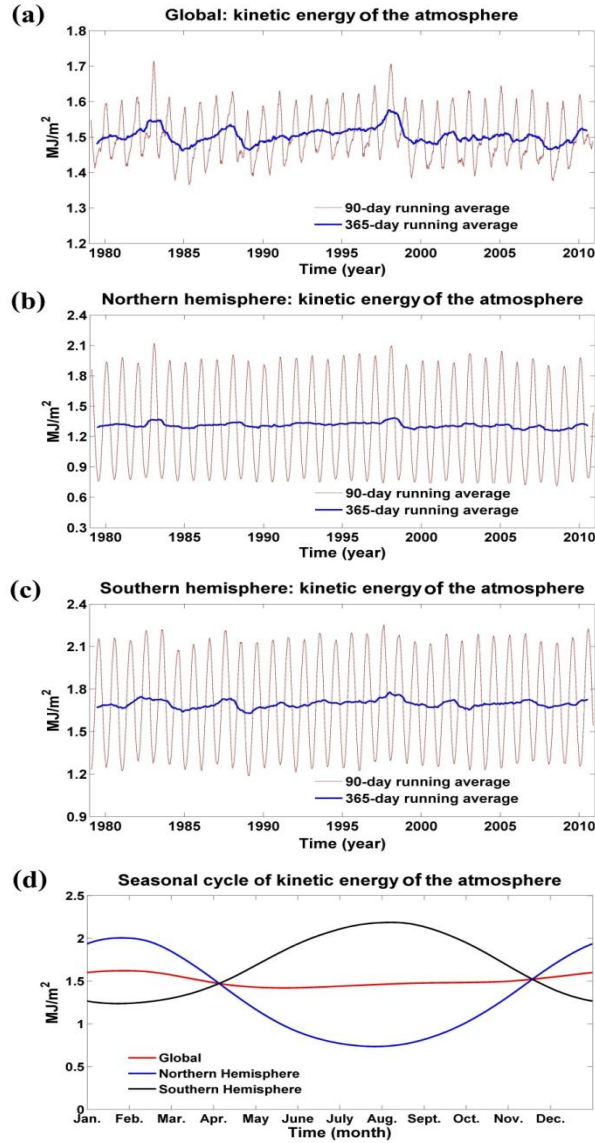 (a)
Global: kinetic energy of the atmosphere
1.8
1.7
1.6
1.5
1.4
1.3
1.2
MJ/m²
90-day running average
365-day running average
1980 1985 1990 1995 2000 2005 2010
Time (year)
(b)
Northern hemisphere: kinetic energy of the atmosphere
2.4
2.1
1.8
1.5
1.2
0.9
0.6
0.3
MJ/m²
90-day running average
365-day running average
1980 1985 1990 1995 2000 2005 2010
Time (year)
(c)
Southern hemisphere: kinetic energy of the atmosphere
2.4
2.1
1.8
1.5
1.2
0.9
MJ/m²
90-day running average
365-day running average
1980 1985 1990 1995 2000 2005 2010
Time (year)
(d)
Seasonal cycle of kinetic energy of the atmosphere
2.5
2
1.5
1
0.5
0
MJ/m²
Global
Northern Hemisphere
Southern Hemisphere
Jan. Feb. Mar. Apr. May June July Aug. Sept. Oct. Nov. Dec.
Time (month)